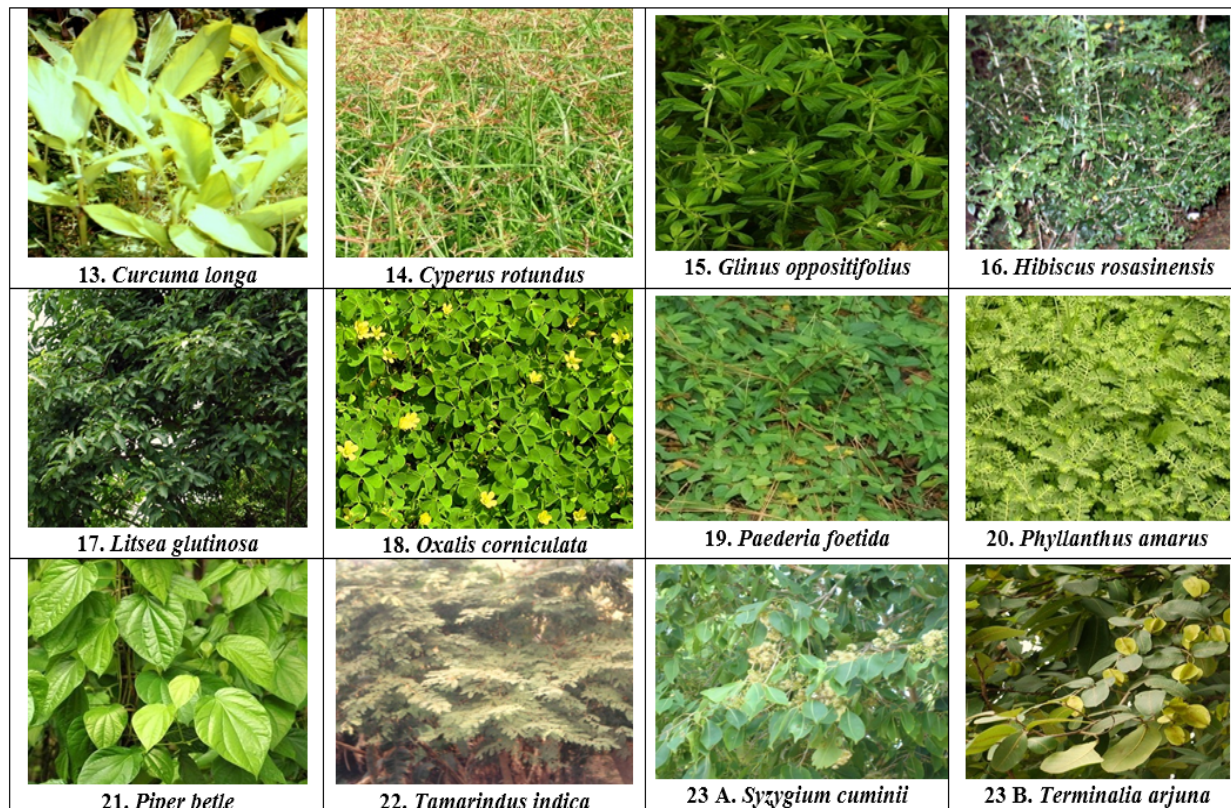 13. Curcuma longa
14. Cyperus rotundus
15. Glinus oppositifolius
16. Hibiscus rosasinensis
17. Litsea glutinosa
18. Oxalis corniculata
19. Paederia foetida
20. Phyllanthus amarus
21. Piper betle
22. Tamarindus indica
23 A. Syzygium cuminii
23 B. Terminalia arjuna